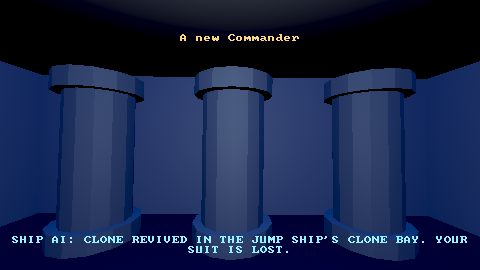 A new Commander
SHIP AI: CLONE REVIVED IN THE JUMP SHIP'S CLONE BAY. YOUR
SUIT IS LOST.